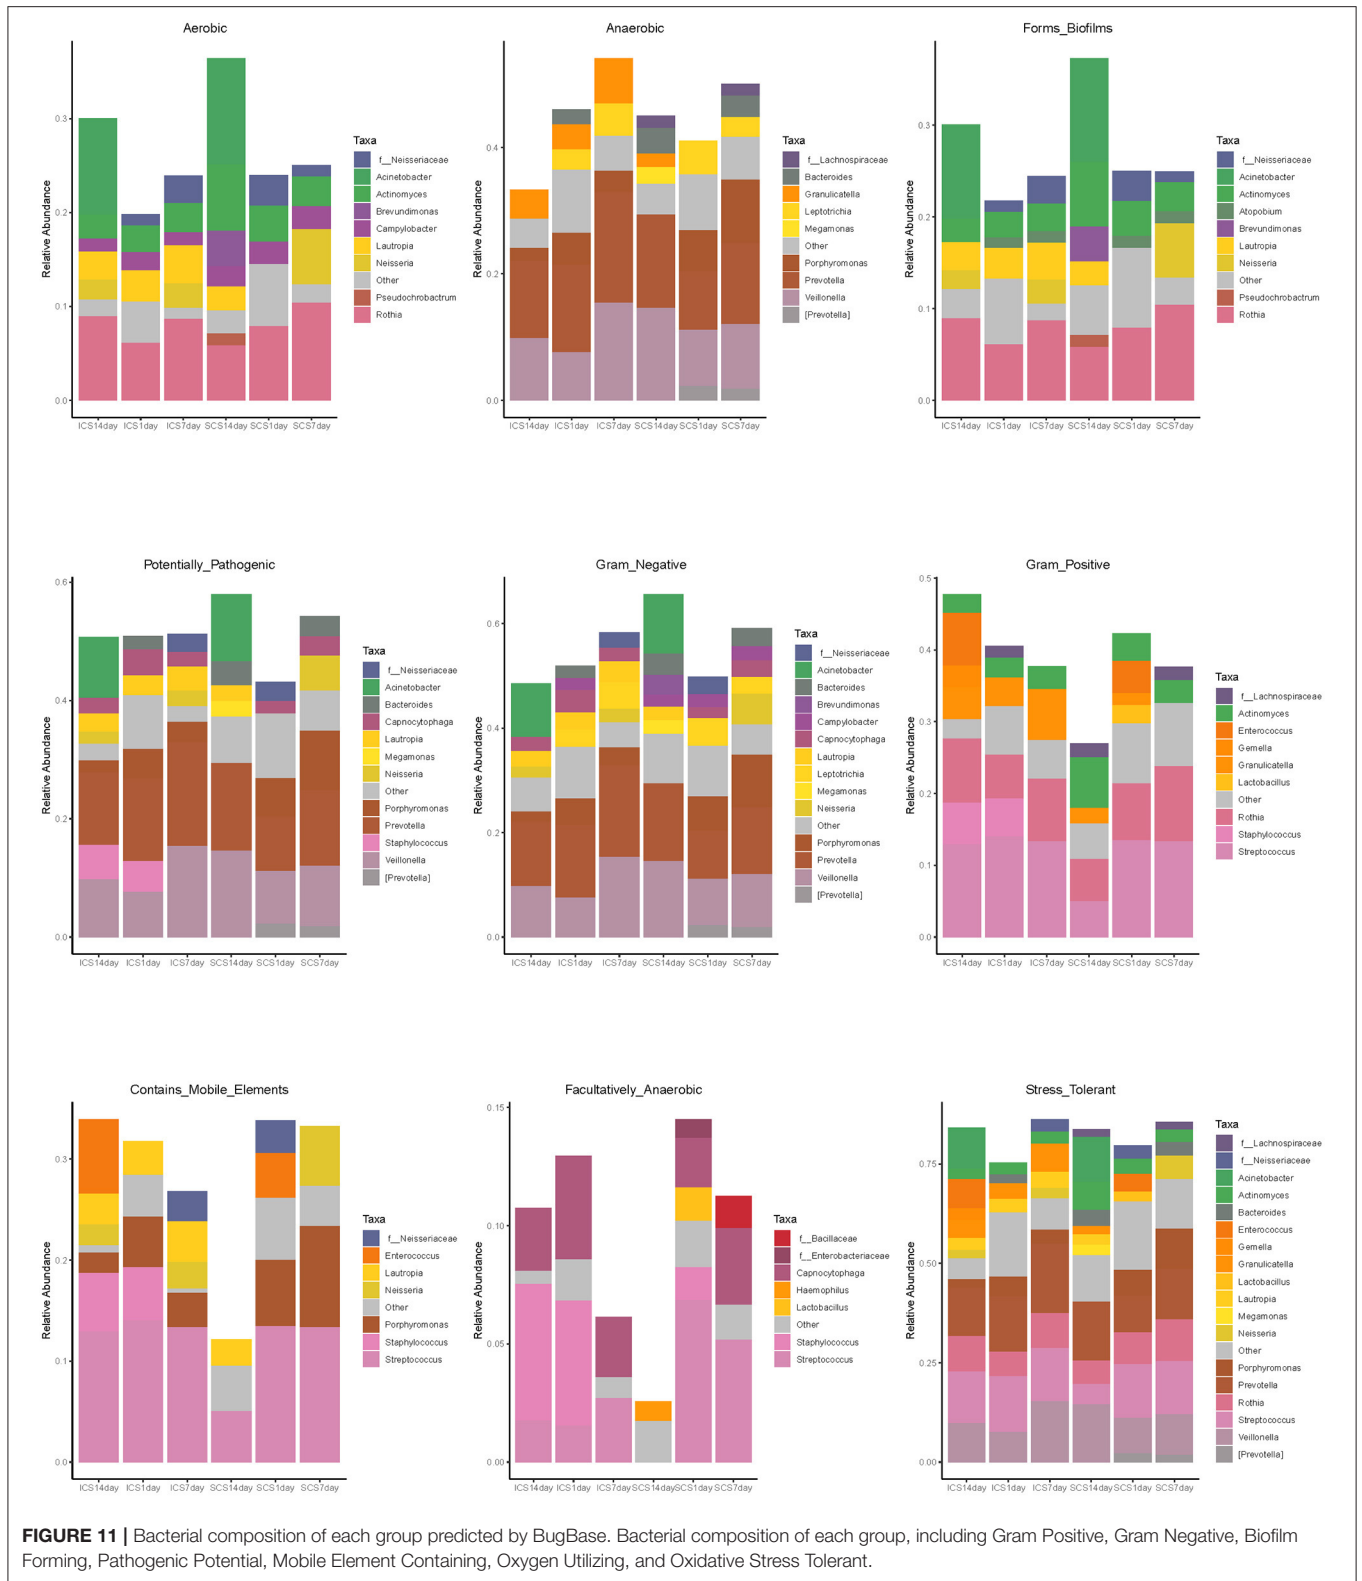 Aerobic
Relative Abundance
0.3
0.2
0.1
0.0
ICS14day ICS1day ICS7day SCS14day SCS1day SCS7day
Taxa
f__Neisseriaceae
Acinetobacter
Actinomyces
Brevundimonas
Campylobacter
Lautropia
Neisseria
Other
Pseudochrobactrum
Rothia
Anaerobic
Relative Abundance
0.4
0.2
0.0
ICS14day ICS1day ICS7day SCS14day SCS1day SCS7day
Taxa
f__Lachnospiraceae
Bacteroides
Granulicatella
Leptotrichia
Megamonas
Other
Porphyromonas
Prevotella
Veillonella
[Prevotella]
Forms_Biofilms
Relative Abundance
0.3
0.2
0.1
0.0
ICS14day ICS1day ICS7day SCS14day SCS1day SCS7day
Taxa
f__Neisseriaceae
Acinetobacter
Actinomyces
Atopobium
Brevundimonas
Lautropia
Neisseria
Other
Pseudochrobactrum
Rothia
Potentially_Pathogenic
Relative Abundance
0.6
0.4
0.2
0.0
ICS14day ICS1day ICS7day SCS14day SCS1day SCS7day
Taxa
f__Neisseriaceae
Acinetobacter
Bacteroides
Capnocytophaga
Lautropia
Megamonas
Neisseria
Other
Porphyromonas
Prevotella
Staphylococcus
Veillonella
[Prevotella]
Gram_Negative
Relative Abundance
0.6
0.4
0.2
0.0
ICS14day ICS1day ICS7day SCS14day SCS1day SCS7day
Taxa
f__Neisseriaceae
Acinetobacter
Bacteroides
Brevundimonas
Campylobacter
Capnocytophaga
Lautropia
Leptotrichia
Megamonas
Neisseria
Other
Porphyromonas
Prevotella
Veillonella
[Prevotella]
Gram_Positive
Relative Abundance
0.5
0.4
0.3
0.2
0.1
0.0
ICS14day ICS1day ICS7day SCS14day SCS1day SCS7day
Taxa
f__Lachnospiraceae
Actinomyces
Enterococcus
Gemella
Granulicatella
Lactobacillus
Other
Rothia
Staphylococcus
Streptococcus
Contains_Mobile_Elements
Relative Abundance
0.3
0.2
0.1
0.0
ICS14day ICS1day ICS7day SCS14day SCS1day SCS7day
Taxa
f__Neisseriaceae
Enterococcus
Lautropia
Neisseria
Other
Porphyromonas
Staphylococcus
Streptococcus
Facultatively_Anaerobic
Relative Abundance
0.15
0.10
0.05
0.00
ICS14day ICS1day ICS7day SCS14day SCS1day SCS7day
Taxa
f__Bacillaceae
f__Enterobacteriaceae
Capnocytophaga
Haemophilus
Lactobacillus
Other
Staphylococcus
Streptococcus
Stress_Tolerant
Relative Abundance
0.75
0.50
0.25
0.00
ICS14day ICS1day ICS7day SCS14day SCS1day SCS7day
Taxa
f__Lachnospiraceae
f__Neisseriaceae
Acinetobacter
Actinomyces
Bacteroides
Enterococcus
Gemella
Granulicatella
Lactobacillus
Lautropia
Megamonas
Neisseria
Other
Porphyromonas
Prevotella
Rothia
Streptococcus
Veillonella
[Prevotella]
FIGURE 11 | Bacterial composition of each group predicted by BugBase. Bacterial composition of each group, including Gram Positive, Gram Negative, Biofilm
Forming, Pathogenic Potential, Mobile Element Containing, Oxygen Utilizing, and Oxidative Stress Tolerant.